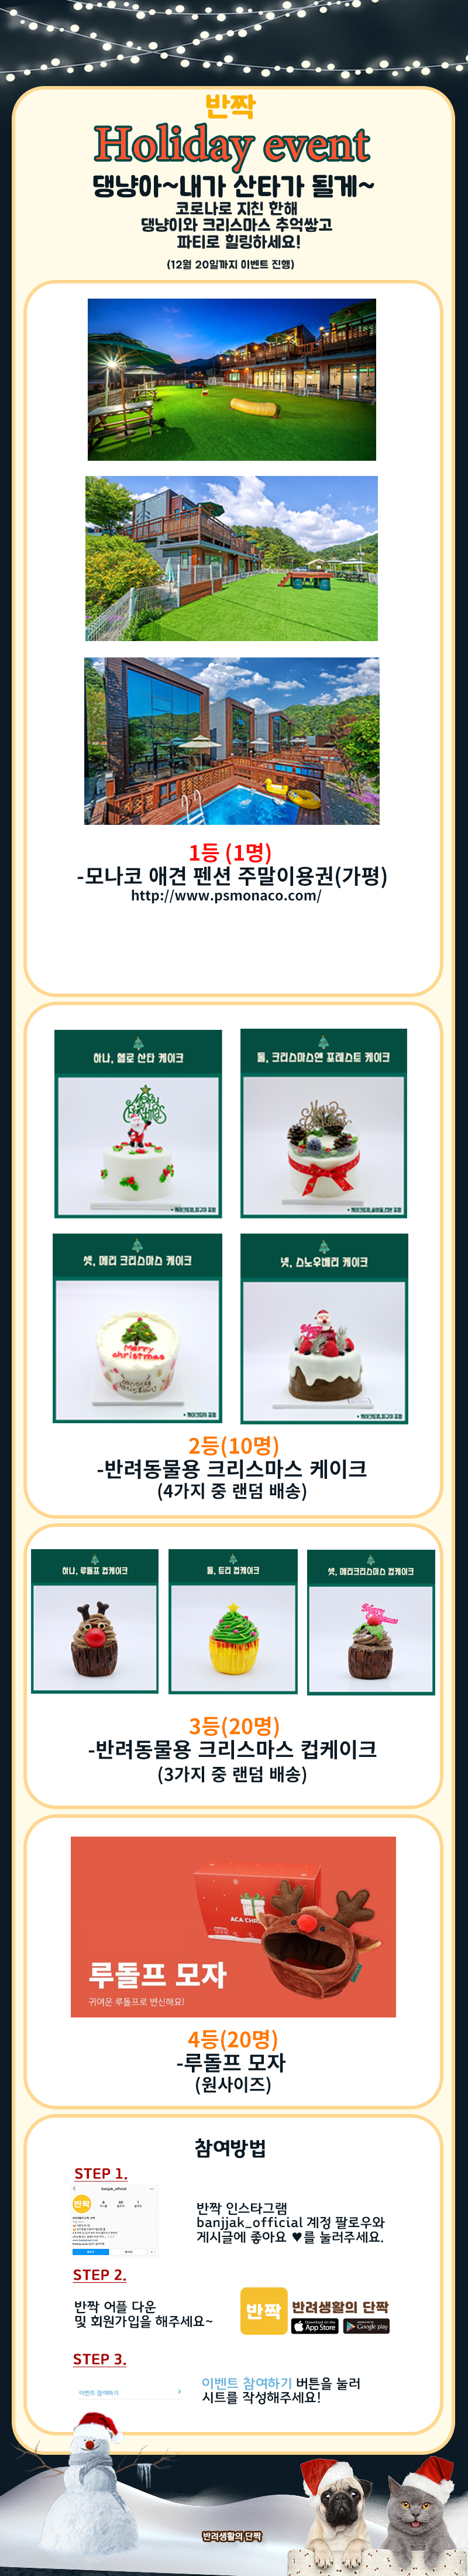 반짝
Holiday event
댕냥아~내가 산타가 될게~
코로나로 지친 한해
댕냥이와 크리스마스 추억쌓고
파티로 힐링하세요!
(12월 20일까지 이벤트 진행)
1등 (1명)
-모나코 애견 펜션 주말이용권(가평)
http://www.psmonaco.com/
하나, 헬로 산타 케이크
둘, 크리스마스엔 포레스트 케이크
Merry
Christmas
셋, 메리 크리스마스 케이크
넷, 스노우베리 케이크
Merry
christmas
2등(10명)
-반려동물용 크리스마스 케이크
(4가지 중 랜덤 배송)
하나, 루돌프 컵케이크
둘, 트리 컵케이크
셋, 메리크리스마스 컵케이크
Merry
Christmas
3등(20명)
-반려동물용 크리스마스 컵케이크
(3가지 중 랜덤 배송)
루돌프 모자
귀여운 루돌프로 변신해요!
4등(20명)
-루돌프 모자
(원사이즈)
참여방법
STEP 1.
banjjak_official
반짝
반짝 인스타그램
banjjak_official 계정 팔로우와
게시글에 좋아요 ♥를 눌러주세요.
STEP 2.
반짝 어플 다운
및 회원가입을 해주세요~
반짝
반려생활의 단짝
Download on the
App Store
Google play
STEP 3.
이벤트 참여하기
이벤트 참여하기 버튼을 눌러
시트를 작성해주세요!
반려생활의 단짝